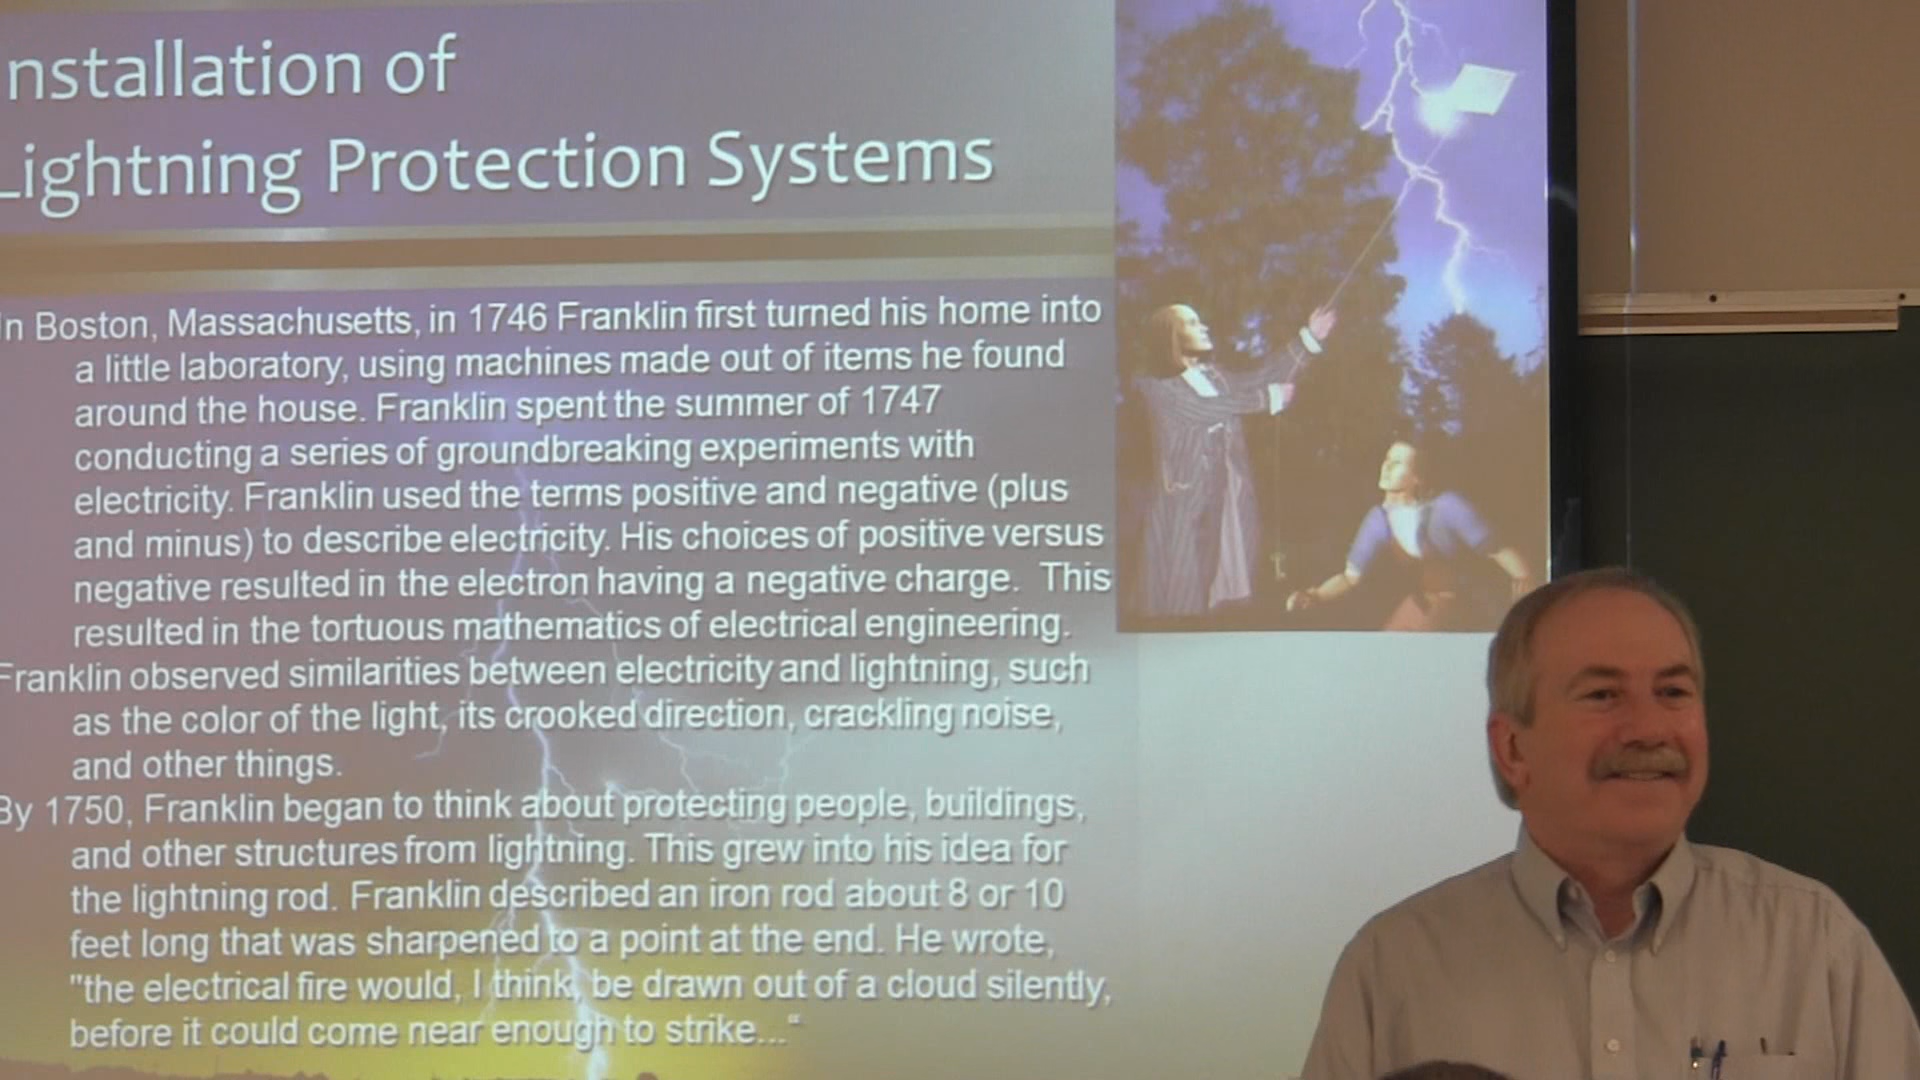 nstallation of
Lightning Protection Systems
In Boston, Massachusetts, in 1746 Franklin first turned his home into
a little laboratory, using machines made out of items he found
around the house. Franklin spent the summer of 1747
conducting a series of groundbreaking experiments with
electricity. Franklin used the terms positive and negative (plus
and minus) to describe electricity. His choices of positive versus
negative resulted in the electron having a negative charge. This
resulted in the tortuous mathematics of electrical engineering.
Franklin observed similarities between electricity and lightning, such
as the color of the light, its crooked direction, crackling noise,
and other things.
By 1750, Franklin began to think about protecting people, buildings,
and other structures from lightning. This grew into his idea for
the lightning rod. Franklin described an iron rod about 8 or 10
feet long that was sharpened to a point at the end. He wrote,
"the electrical fire would, I think, be drawn out of a cloud silently,
before it could come near enough to strike...“